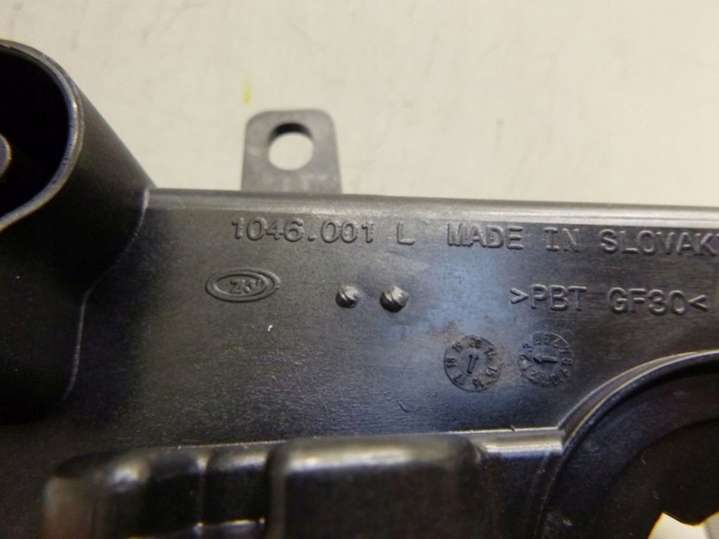 1046.001 L MADE IN SLOVAK
>PBT GF30<